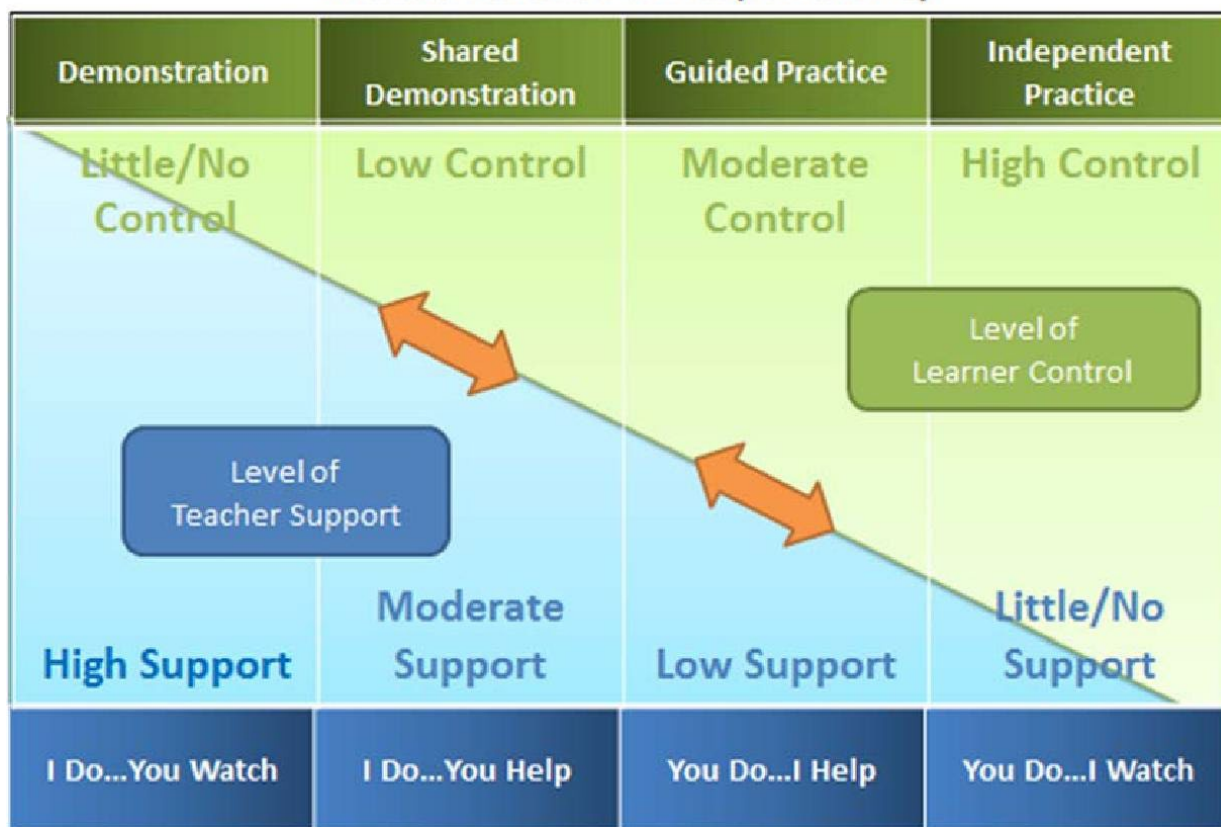 Demonstration
Shared
Demonstration
Guided Practice
Independent
Practice
Little/No
Control
Low Control
Moderate
Control
High Control
Level of
Learner Control
Level of
Teacher Support
High Support
Moderate
Support
Low Support
Little/No
Support
I Do...You Watch
I Do...You Help
You Do...I Help
You Do...I Watch